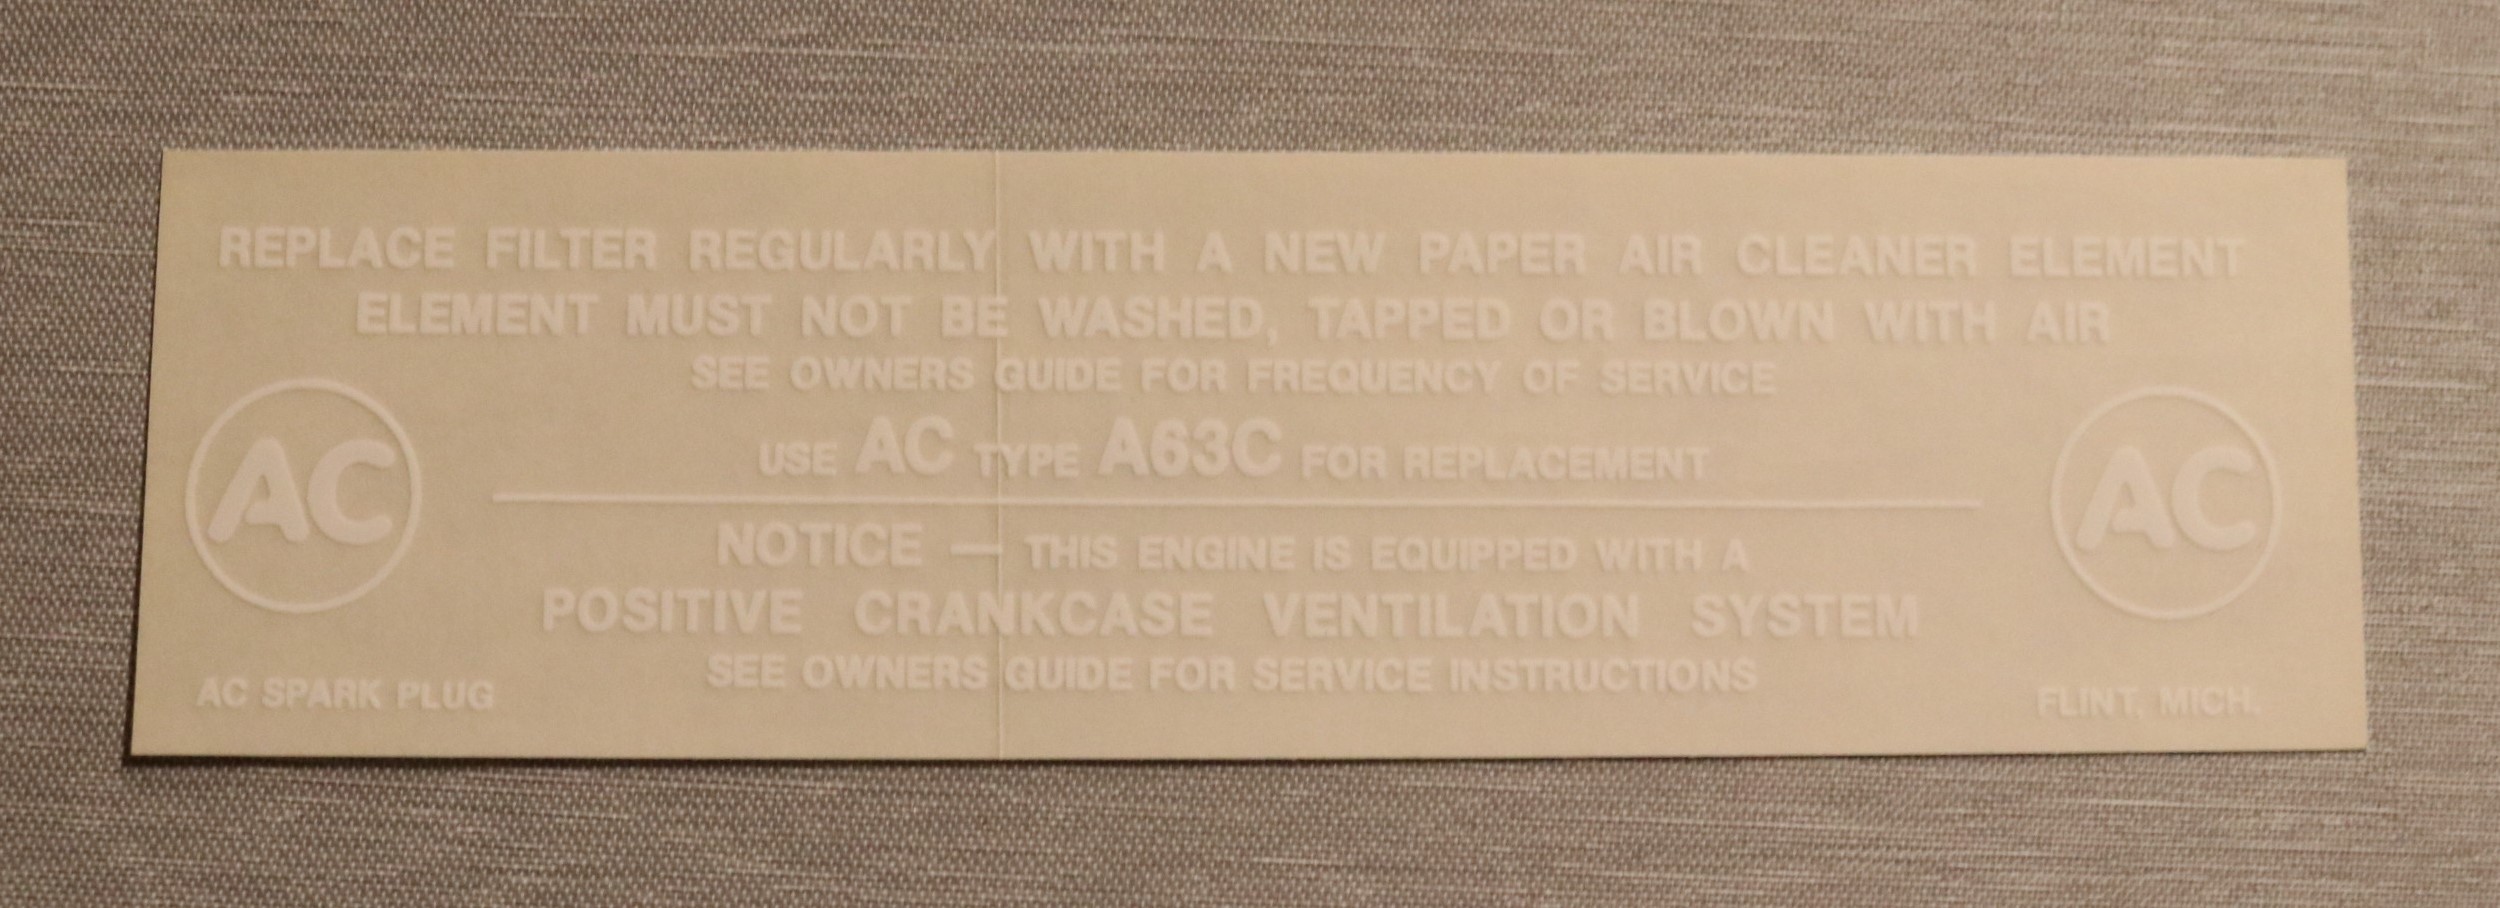 REPLACE FILTER REGULARLY WITH A NEW PAPER AIR CLEANER ELEMENT
ELEMENT MUST NOT BE WASHED, TAPPED OR BLOWN WITH AIR
SEE OWNERS GUIDE FOR FREQUENCY OF SERVICE
USE AC TYPE A63C FOR REPLACEMENT
AC
AC
NOTICE — THIS ENGINE IS EQUIPPED WITH A
POSITIVE CRANKCASE VENTILATION SYSTEM
SEE OWNERS GUIDE FOR SERVICE INSTRUCTIONS
AC SPARK PLUG
FLINT, MICH.